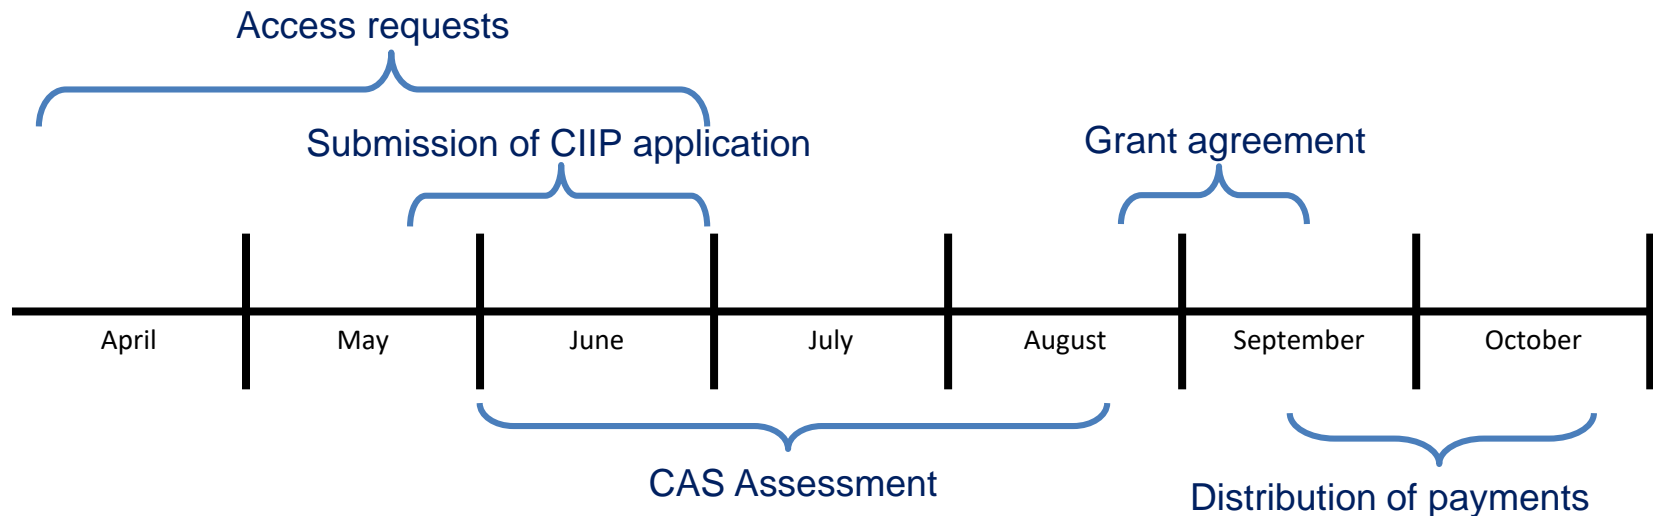 Access requests
Submission of CIIP application
Grant agreement
April
May
June
July
August
September
October
CAS Assessment
Distribution of payments